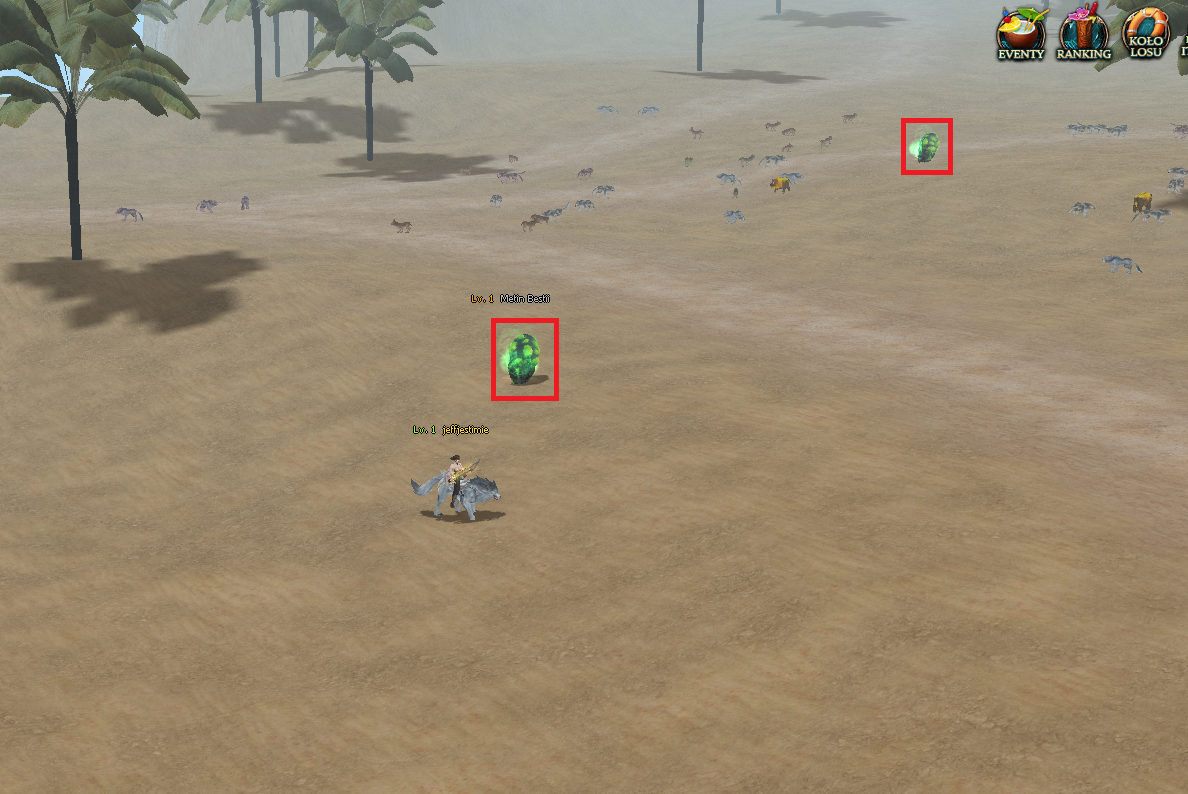 EVENTY
RANKING
KOŁO
LOSU
Lv. 1 Metin Bestii
Lv. 1 jeffjestimie